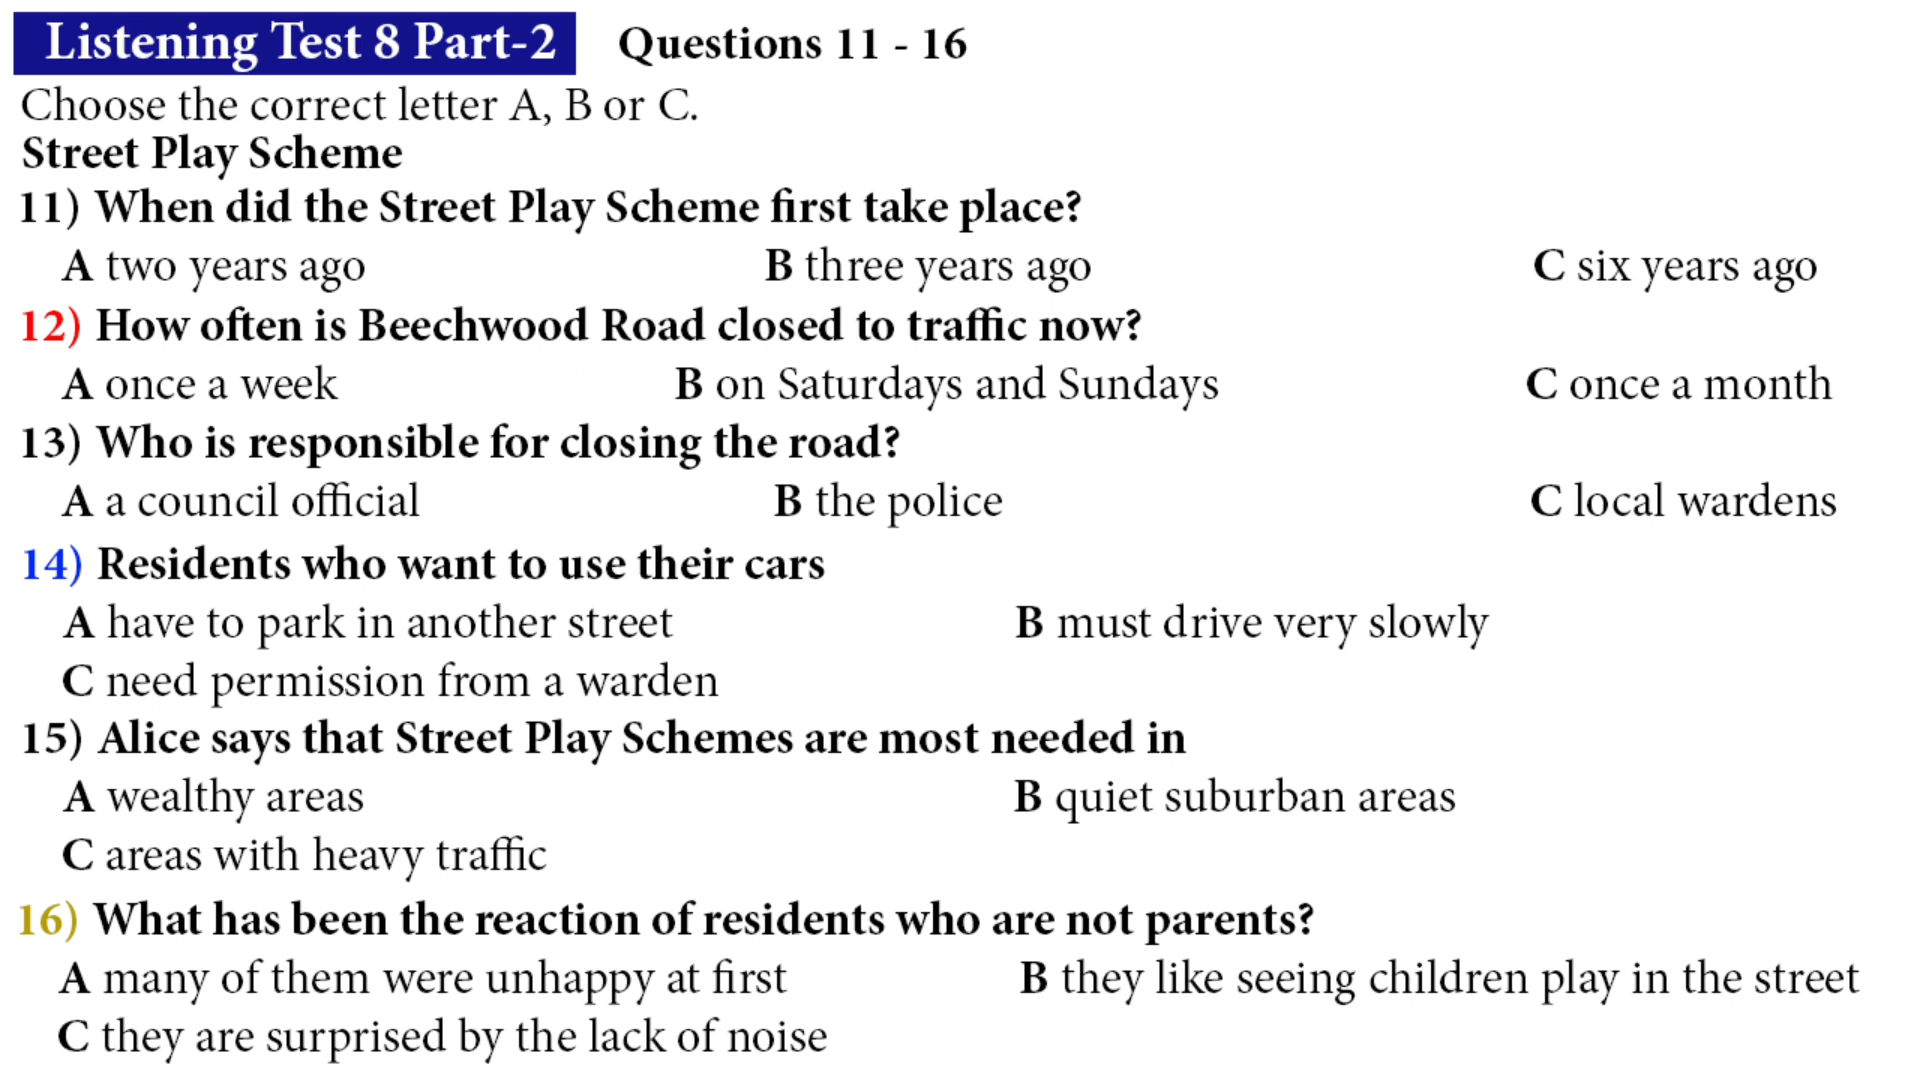 Listening Test 8 Part-2 Questions 11 - 16
Choose the correct letter A, B or C.
Street Play Scheme
11) When did the Street Play Scheme first take place?
A two years ago B three years ago C six years ago
12) How often is Beechwood Road closed to traffic now?
A once a week B on Saturdays and Sundays C once a month
13) Who is responsible for closing the road?
A a council official B the police C local wardens
14) Residents who want to use their cars
A have to park in another street B must drive very slowly
C need permission from a warden
15) Alice says that Street Play Schemes are most needed in
A wealthy areas B quiet suburban areas
C areas with heavy traffic
16) What has been the reaction of residents who are not parents?
A many of them were unhappy at first B they like seeing children play in the street
C they are surprised by the lack of noise